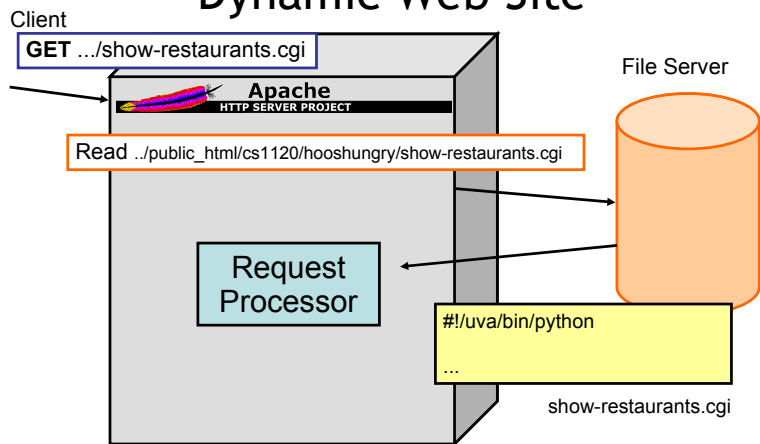 Dynamic Web Site
Client
GET .../show-restaurants.cgi
File Server
Apache
HTTP SERVER PROJECT
Read ../public_html/cs1120/hooshungry/show-restaurants.cgi
Request
Processor
#!/uva/bin/python
...
show-restaurants.cgi